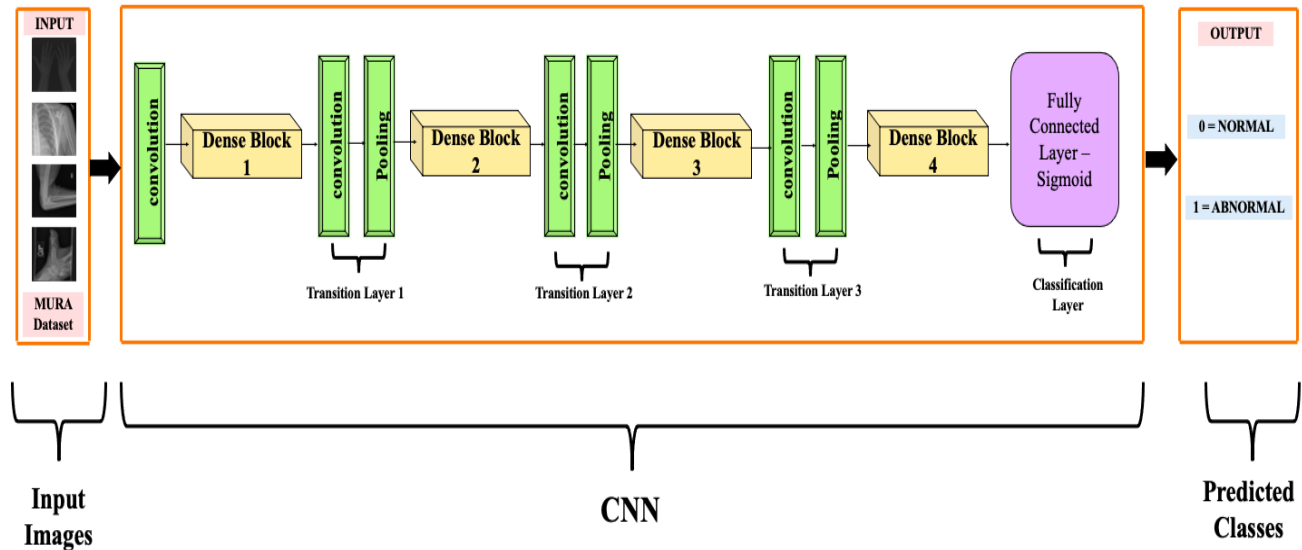 INPUT
MURA
Dataset
convolution
Dense Block
1
convolution
Pooling
Transition Layer 1
Dense Block
2
convolution
Pooling
Transition Layer 2
Dense Block
3
convolution
Pooling
Transition Layer 3
Dense Block
4
Fully
Connected
Layer –
Sigmoid
Classification
Layer
OUTPUT
0 = NORMAL
1 = ABNORMAL
Input
Images
CNN
Predicted
Classes